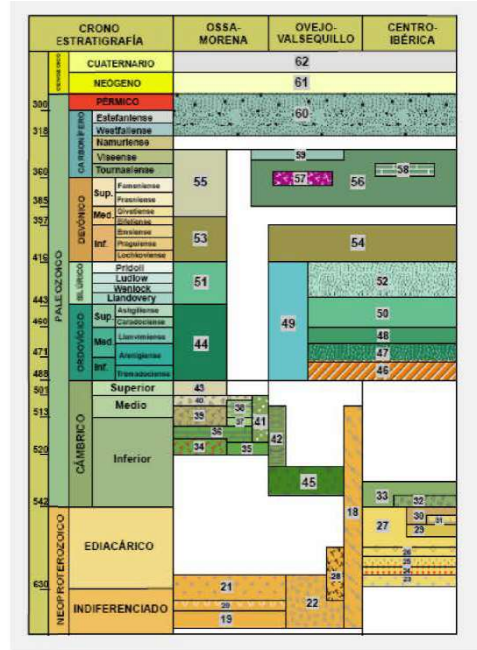 CRONO
ESTRATIGRAFÍA
OSSA-
MORENA
OVEJO-
VALSEQUILLO
CENTRO-
IBÉRICA
CUATERNARIO
62
NEÓGENO
61
300
PÉRMICO
60
318
PALEOZOICO
CARBONÍFERO
Estefaniense
Westfaliense
Namuriense
Viseense
59
Tournasiense
58
360
57
55
56
DEVÓNICO
Sup.
Fameniense
Frasniense
385
Med.
Givetiense
Eifeliense
397
Inf.
Emsiense
Praguiense
Lochkoviense
53
54
416
SILÚRICO
Pridoli
Ludlow
Wenlock
Llandovery
51
52
443
ORDOVÍCICO
Sup.
Ashgiliense
Caradociense
50
460
Med.
Llanvirniense
48
44
49
471
Arenigiense
47
Inf.
Tremadociense
46
488
CÁMBRICO
Superior
43
501
Medio
40
38
513
39
37
41
36
42
34
35
520
Inferior
45
18
33
32
542
NEOPROTEROZOICO
EDIACÁRICO
27
30
31
29
26
25
24
23
28
630
21
22
INDIFERENCIADO
20
19